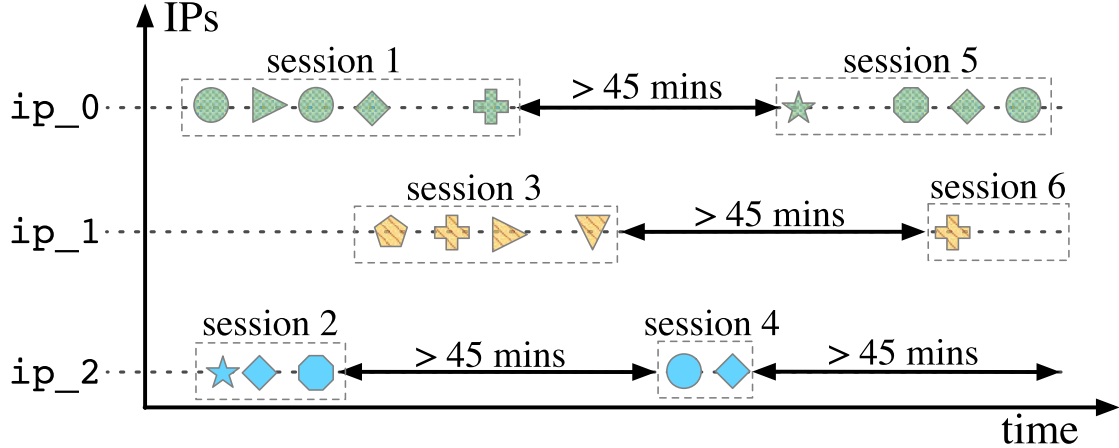 IPs
session 1
session 5
ip_0
> 45 mins
session 3
session 6
ip_1
> 45 mins
session 2
session 4
ip_2
> 45 mins
> 45 mins
time